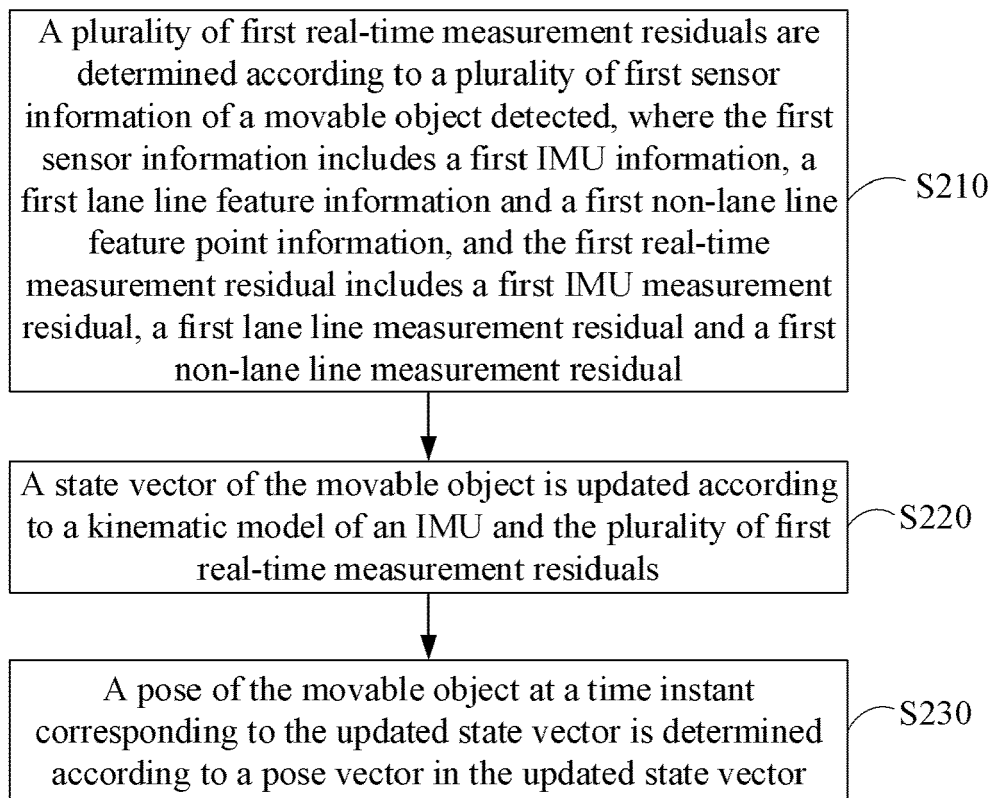 A plurality of first real-time measurement residuals are
determined according to a plurality of first sensor
information of a movable object detected, where the first
sensor information includes a first IMU information, a
first lane line feature information and a first non-lane line
feature point information, and the first real-time
measurement residual includes a first IMU measurement
residual, a first lane line measurement residual and a first
non-lane line measurement residual
S210
A state vector of the movable object is updated according
to a kinematic model of an IMU and the plurality of first
real-time measurement residuals
S220
A pose of the movable object at a time instant
corresponding to the updated state vector is determined
according to a pose vector in the updated state vector
S230